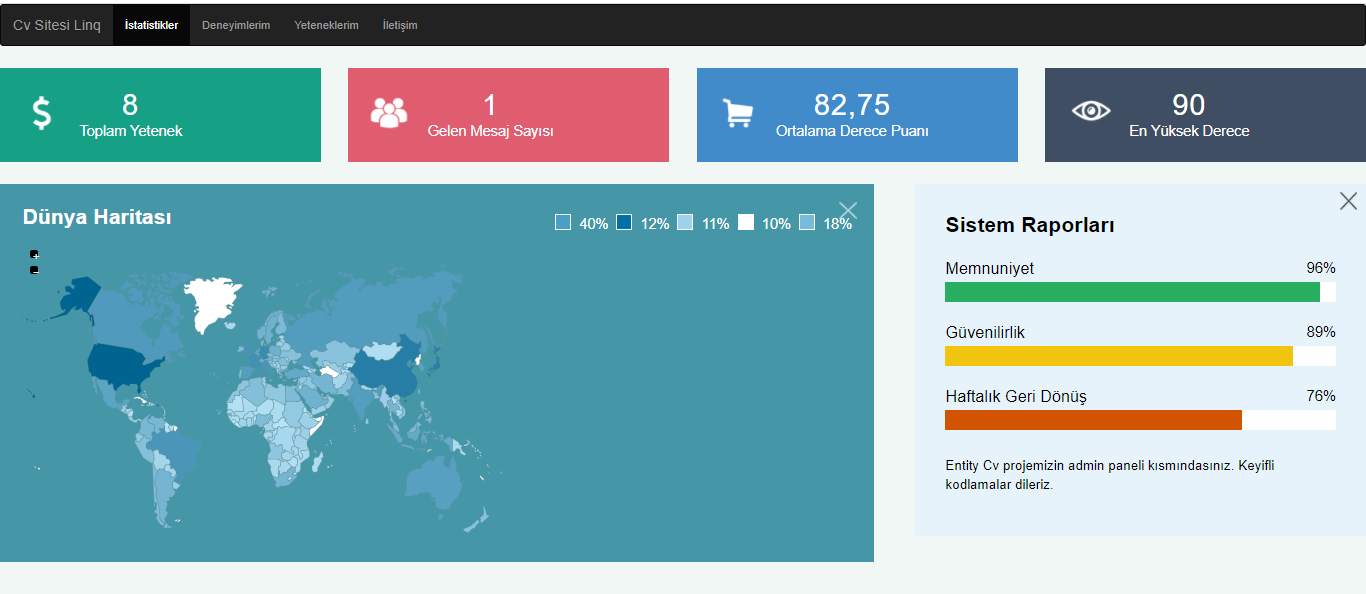 Cv Sitesi Linq İstatistikler Deneyimlerim Yeteneklerim İletişim
8
Toplam Yetenek
1
Gelen Mesaj Sayısı
82,75
Ortalama Derece Puanı
90
En Yüksek Derece
Dünya Haritası
40% 12% 11% 10% 18%
+
−
Sistem Raporları
Memnuniyet 96%
Güvenilirlik 89%
Haftalık Geri Dönüş 76%
Entity Cv projemizin admin paneli kısmındasınız. Keyifli
kodlamalar dileriz.